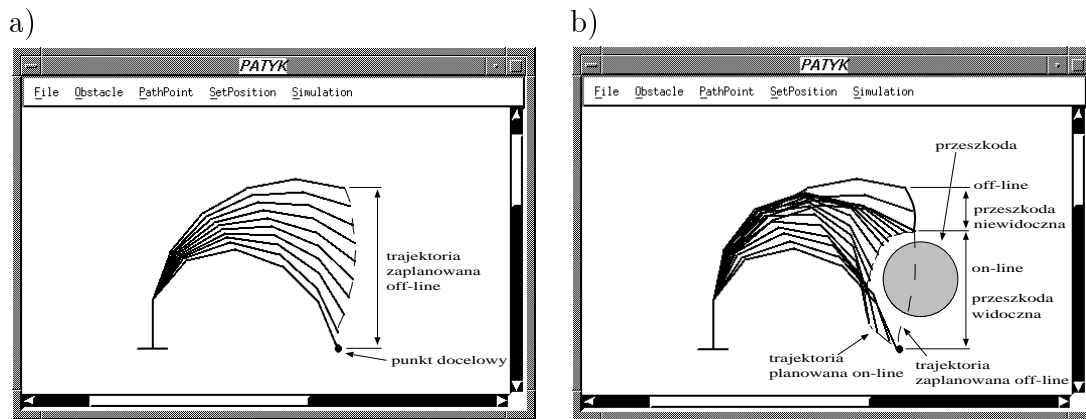 a)
PATYK
File Obstacle PathPoint SetPosition Simulation
trajektoria
zaplanowana
off-line
punkt docelowy
b)
PATYK
File Obstacle PathPoint SetPosition Simulation
przeszkoda
off-line
przeszkoda
niewidoczna
on-line
przeszkoda
widoczna
trajektoria
planowana on-line
trajektoria
zaplanowana off-line